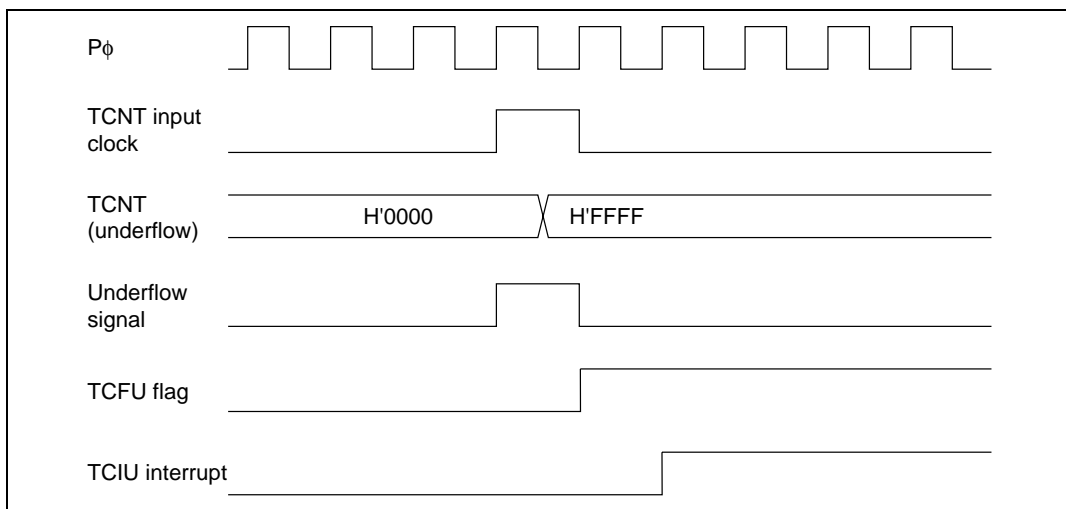 Pϕ
TCNT input
clock
TCNT
(underflow)
H'0000
H'FFFF
Underflow
signal
TCFU flag
TCIU interrupt